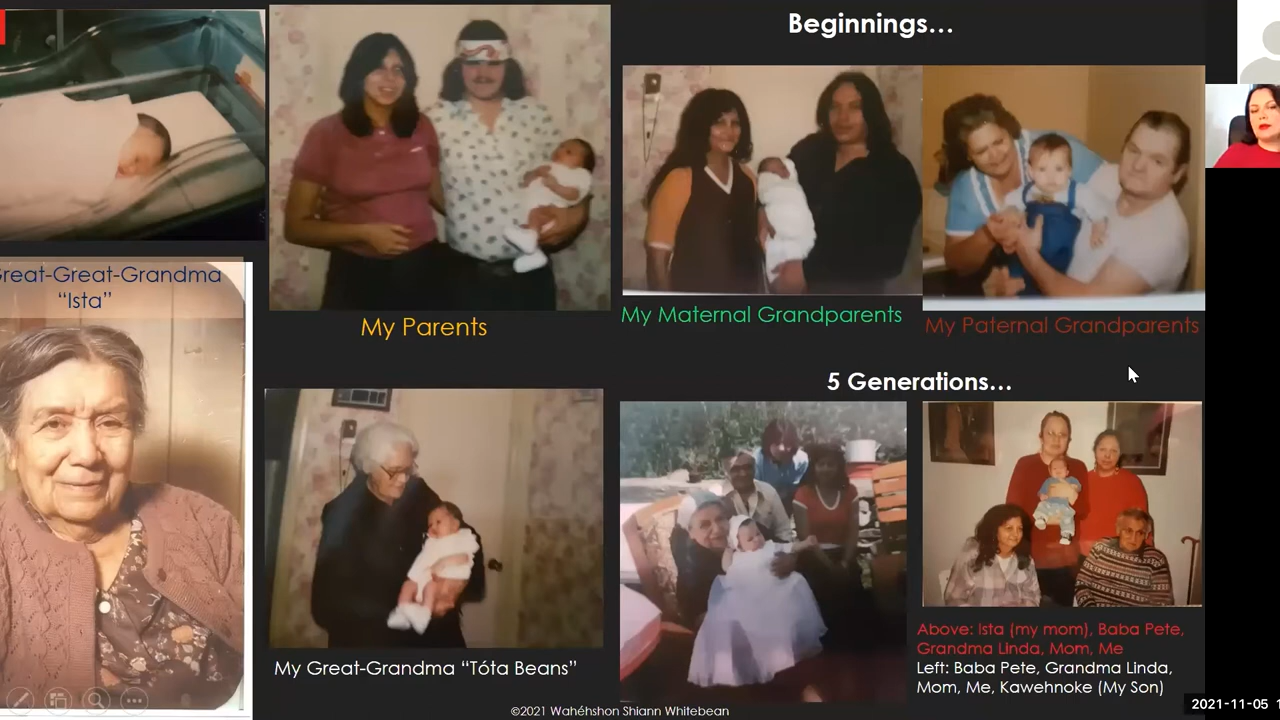 Beginnings...
Great-Great-Grandma
"Ista"
My Parents
My Maternal Grandparents
My Paternal Grandparents
5 Generations...
My Great-Grandma "Tóta Beans"
Above: Ista (my mom), Baba Pete,
Grandma Linda, Mom, Me
Left: Baba Pete, Grandma Linda,
Mom, Me, Kawehnoke (My Son)
©2021 Wahéhshon Shiann Whitebean
2021-11-05